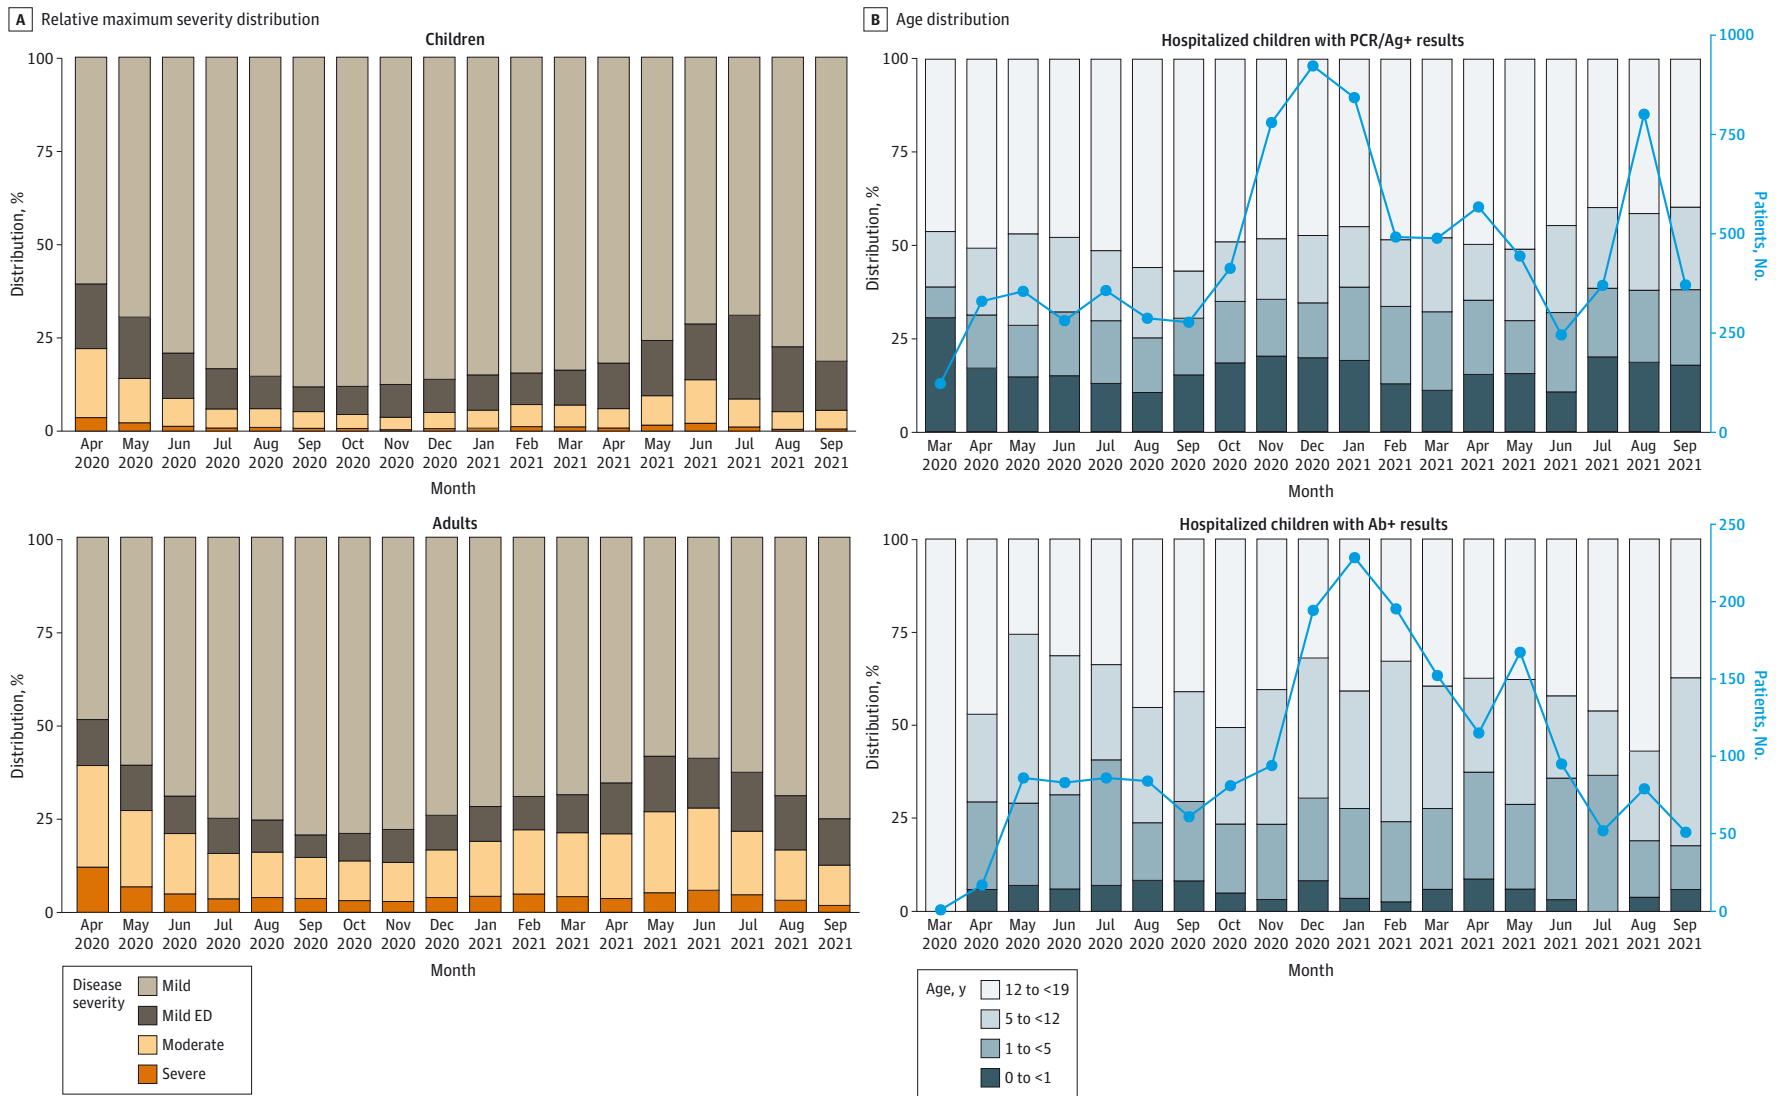 A Relative maximum severity distribution
Children
100
75
50
25
0
Distribution, %
Apr May Jun Jul Aug Sep Oct Nov Dec Jan Feb Mar Apr May Jun Jul Aug Sep
2020 2020 2020 2020 2020 2020 2020 2020 2020 2021 2021 2021 2021 2021 2021 2021 2021 2021
Month
Adults
100
75
50
25
0
Distribution, %
Apr May Jun Jul Aug Sep Oct Nov Dec Jan Feb Mar Apr May Jun Jul Aug Sep
2020 2020 2020 2020 2020 2020 2020 2020 2020 2021 2021 2021 2021 2021 2021 2021 2021 2021
Month
Disease
severity
Mild
Mild ED
Moderate
Severe
B Age distribution
Hospitalized children with PCR/Ag+ results
100
75
50
25
0
Distribution, %
1000
750
500
250
0
Patients, No.
Mar Apr May Jun Jul Aug Sep Oct Nov Dec Jan Feb Mar Apr May Jun Jul Aug Sep
2020 2020 2020 2020 2020 2020 2020 2020 2020 2020 2021 2021 2021 2021 2021 2021 2021 2021 2021
Month
Hospitalized children with Ab+ results
100
75
50
25
0
Distribution, %
250
200
150
100
50
0
Patients, No.
Mar Apr May Jun Jul Aug Sep Oct Nov Dec Jan Feb Mar Apr May Jun Jul Aug Sep
2020 2020 2020 2020 2020 2020 2020 2020 2020 2020 2021 2021 2021 2021 2021 2021 2021 2021 2021
Month
Age, y
12 to <19
5 to <12
1 to <5
0 to <1